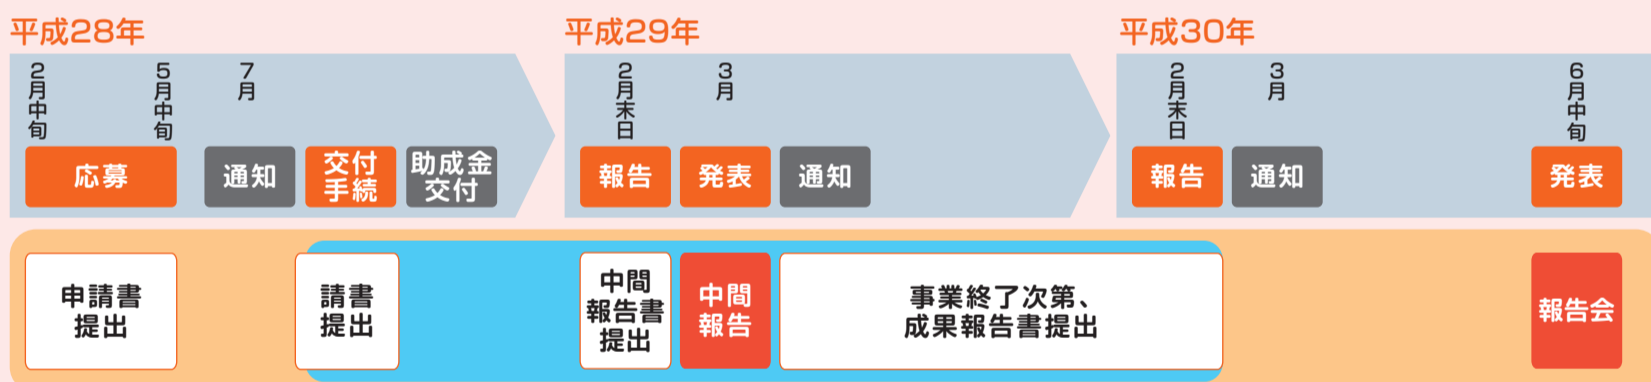 平成28年
平成29年
平成30年
2月中旬
5月中旬
7月
2月末日
3月
2月末日
3月
6月中旬
応募
通知
交付
手続
助成金
交付
報告
発表
通知
報告
通知
発表
申請書
提出
請書
提出
中間
報告書
提出
中間
報告
事業終了次第、
成果報告書提出
報告会